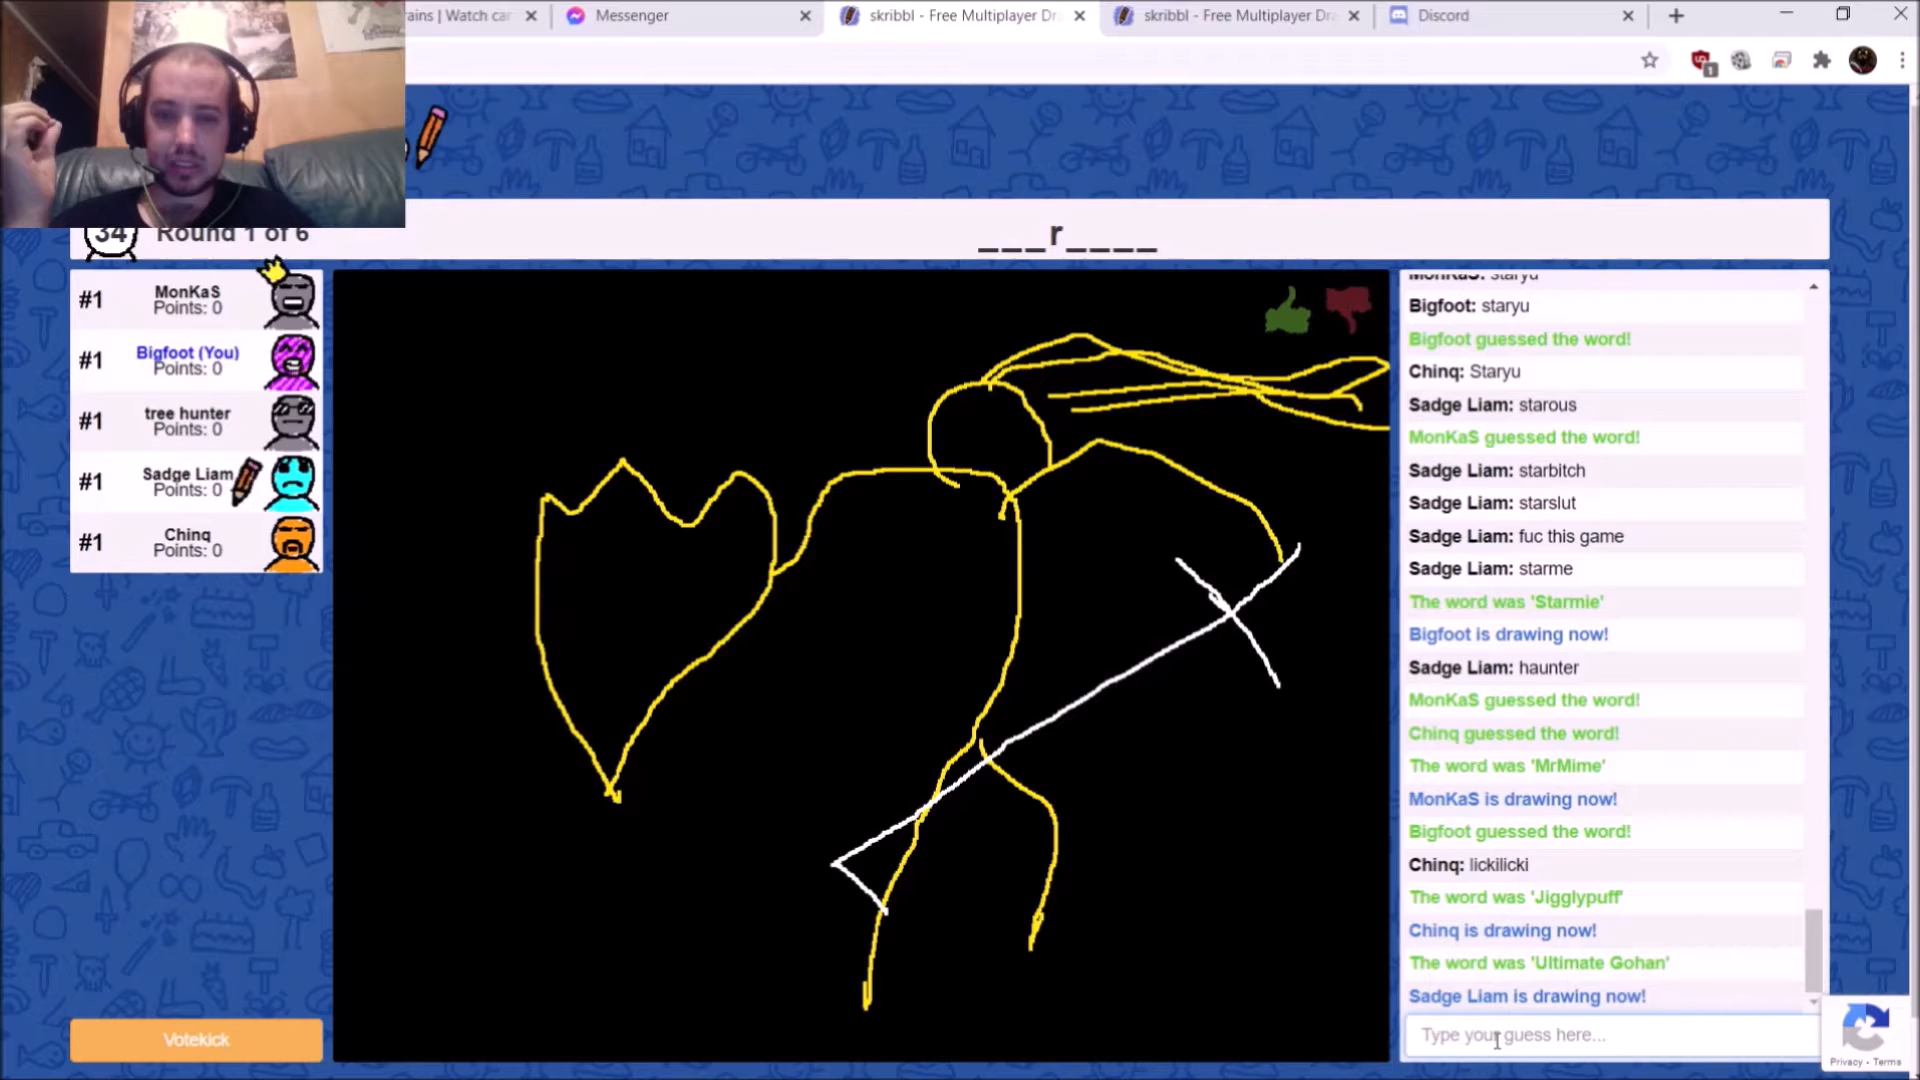 rains | Watch car
Messenger
skribbl - Free Multiplayer Dr
skribbl - Free Multiplayer Dra
Discord
1
34
Round 1 of 6
___r____
#1 MonKaS
Points: 0
#1 Bigfoot (You)
Points: 0
#1 tree hunter
Points: 0
#1 Sadge Liam
Points: 0
#1 Chinq
Points: 0
Votekick
MonKaS: staryu
Bigfoot: staryu
Bigfoot guessed the word!
Chinq: Staryu
Sadge Liam: starous
MonKaS guessed the word!
Sadge Liam: starbitch
Sadge Liam: starslut
Sadge Liam: fuc this game
Sadge Liam: starme
The word was 'Starmie'
Bigfoot is drawing now!
Sadge Liam: haunter
MonKaS guessed the word!
Chinq guessed the word!
The word was 'MrMime'
MonKaS is drawing now!
Bigfoot guessed the word!
Chinq: lickilicki
The word was 'Jigglypuff'
Chinq is drawing now!
The word was 'Ultimate Gohan'
Sadge Liam is drawing now!
Type your guess here...
Privacy - Terms